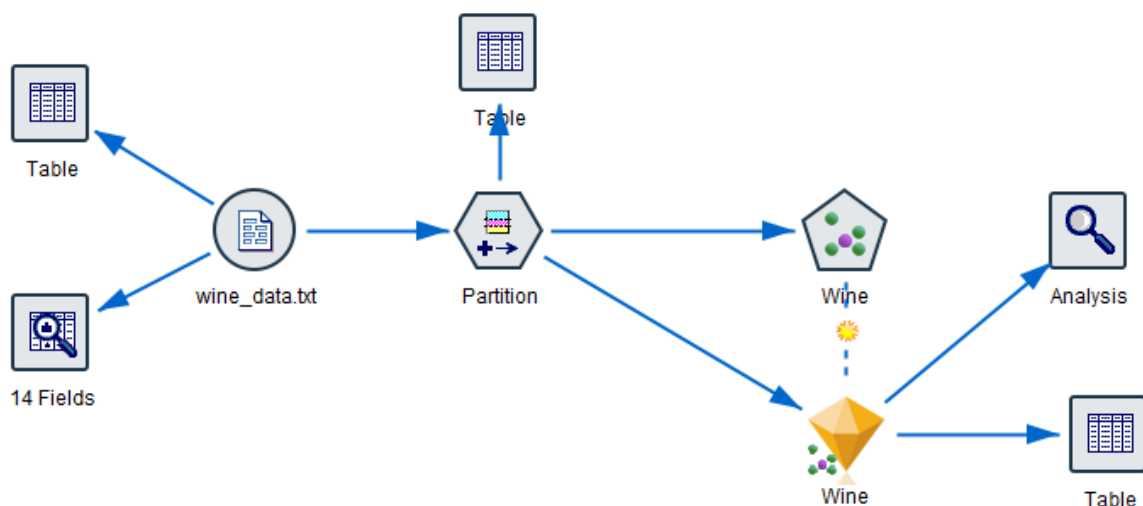 Table
Table
wine_data.txt
Partition
Wine
Analysis
14 Fields
Wine
Table